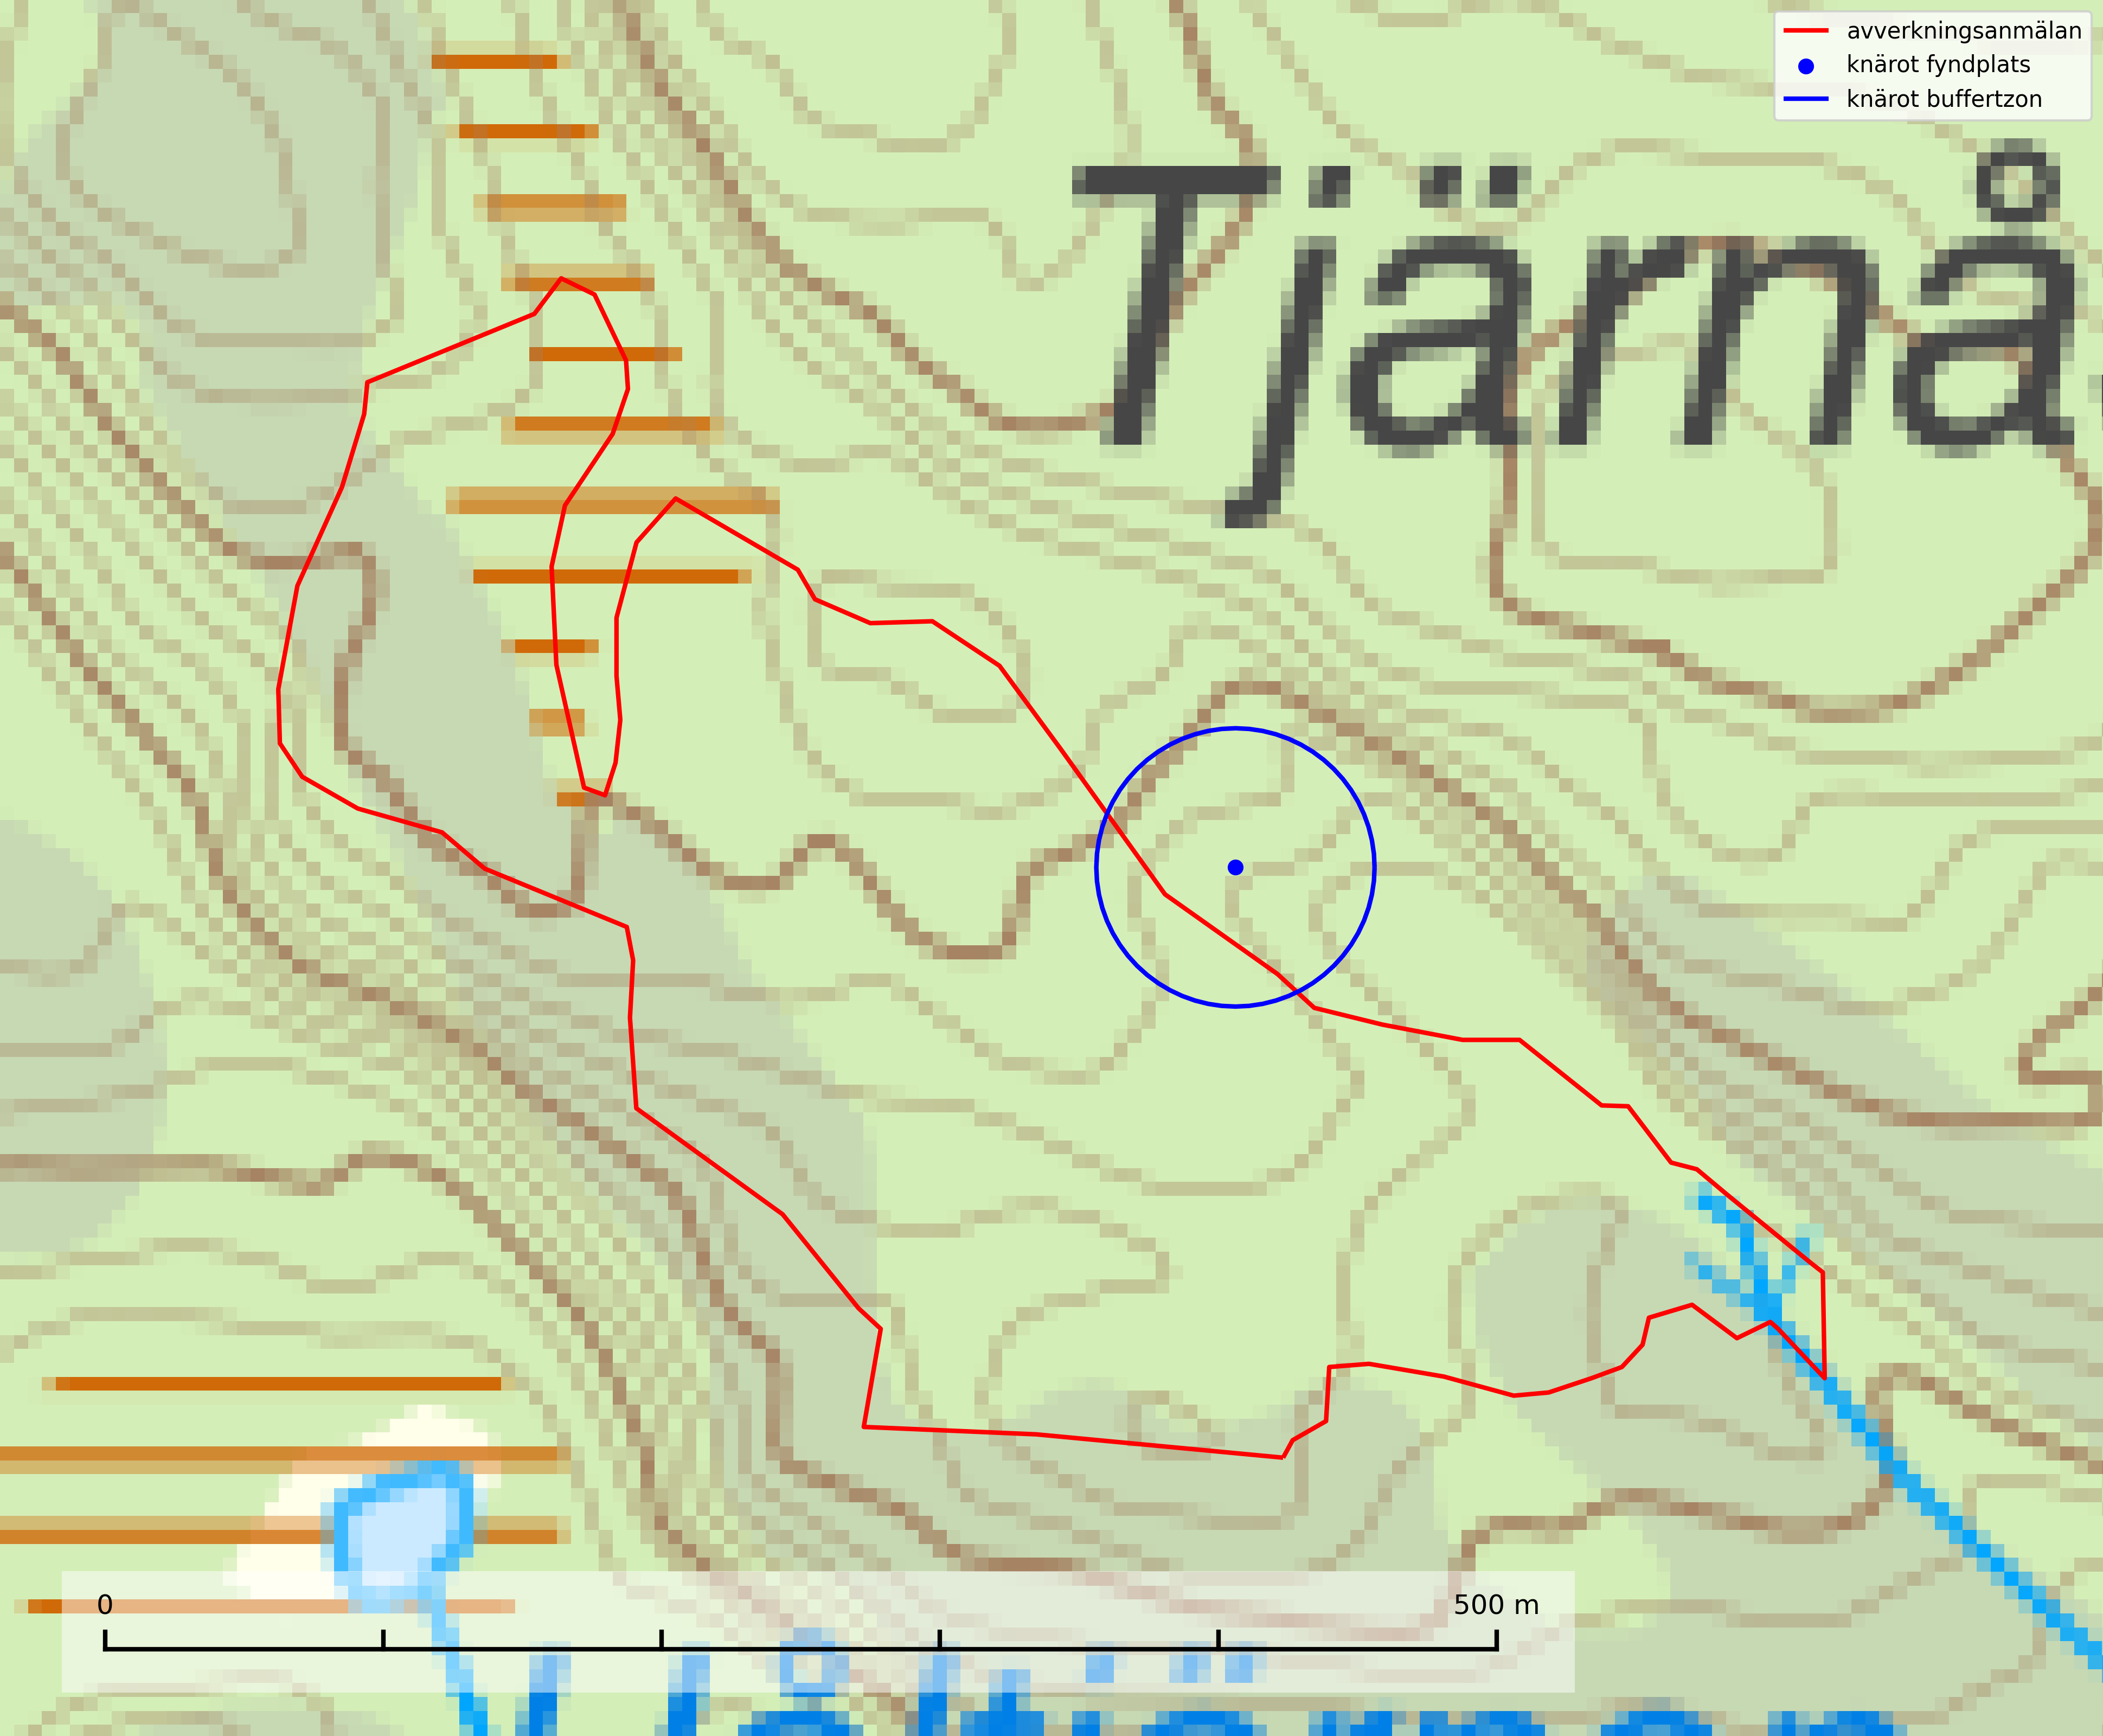 avverkningsanmälan
knärot fyndplats
knärot buffertzon
Tjärnå
0
500 m